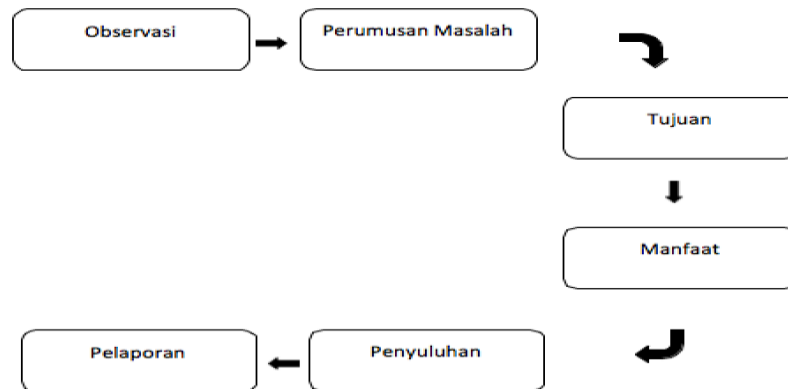 Observasi
Perumusan Masalah
Tujuan
Manfaat
Penyuluhan
Pelaporan